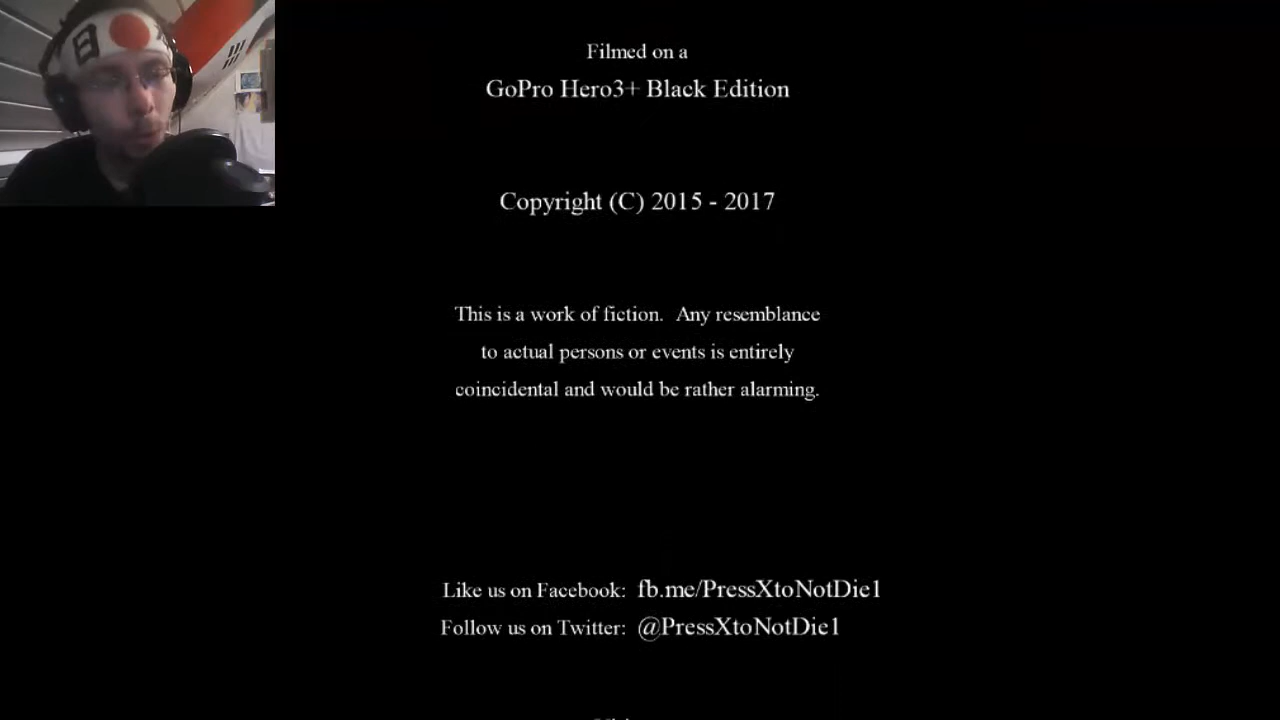 日
Filmed on a
GoPro Hero3+ Black Edition
Copyright (C) 2015 - 2017
This is a work of fiction.  Any resemblance
to actual persons or events is entirely
coincidental and would be rather alarming.
Like us on Facebook:  fb.me/PressXtoNotDie1
Follow us on Twitter:  @PressXtoNotDie1